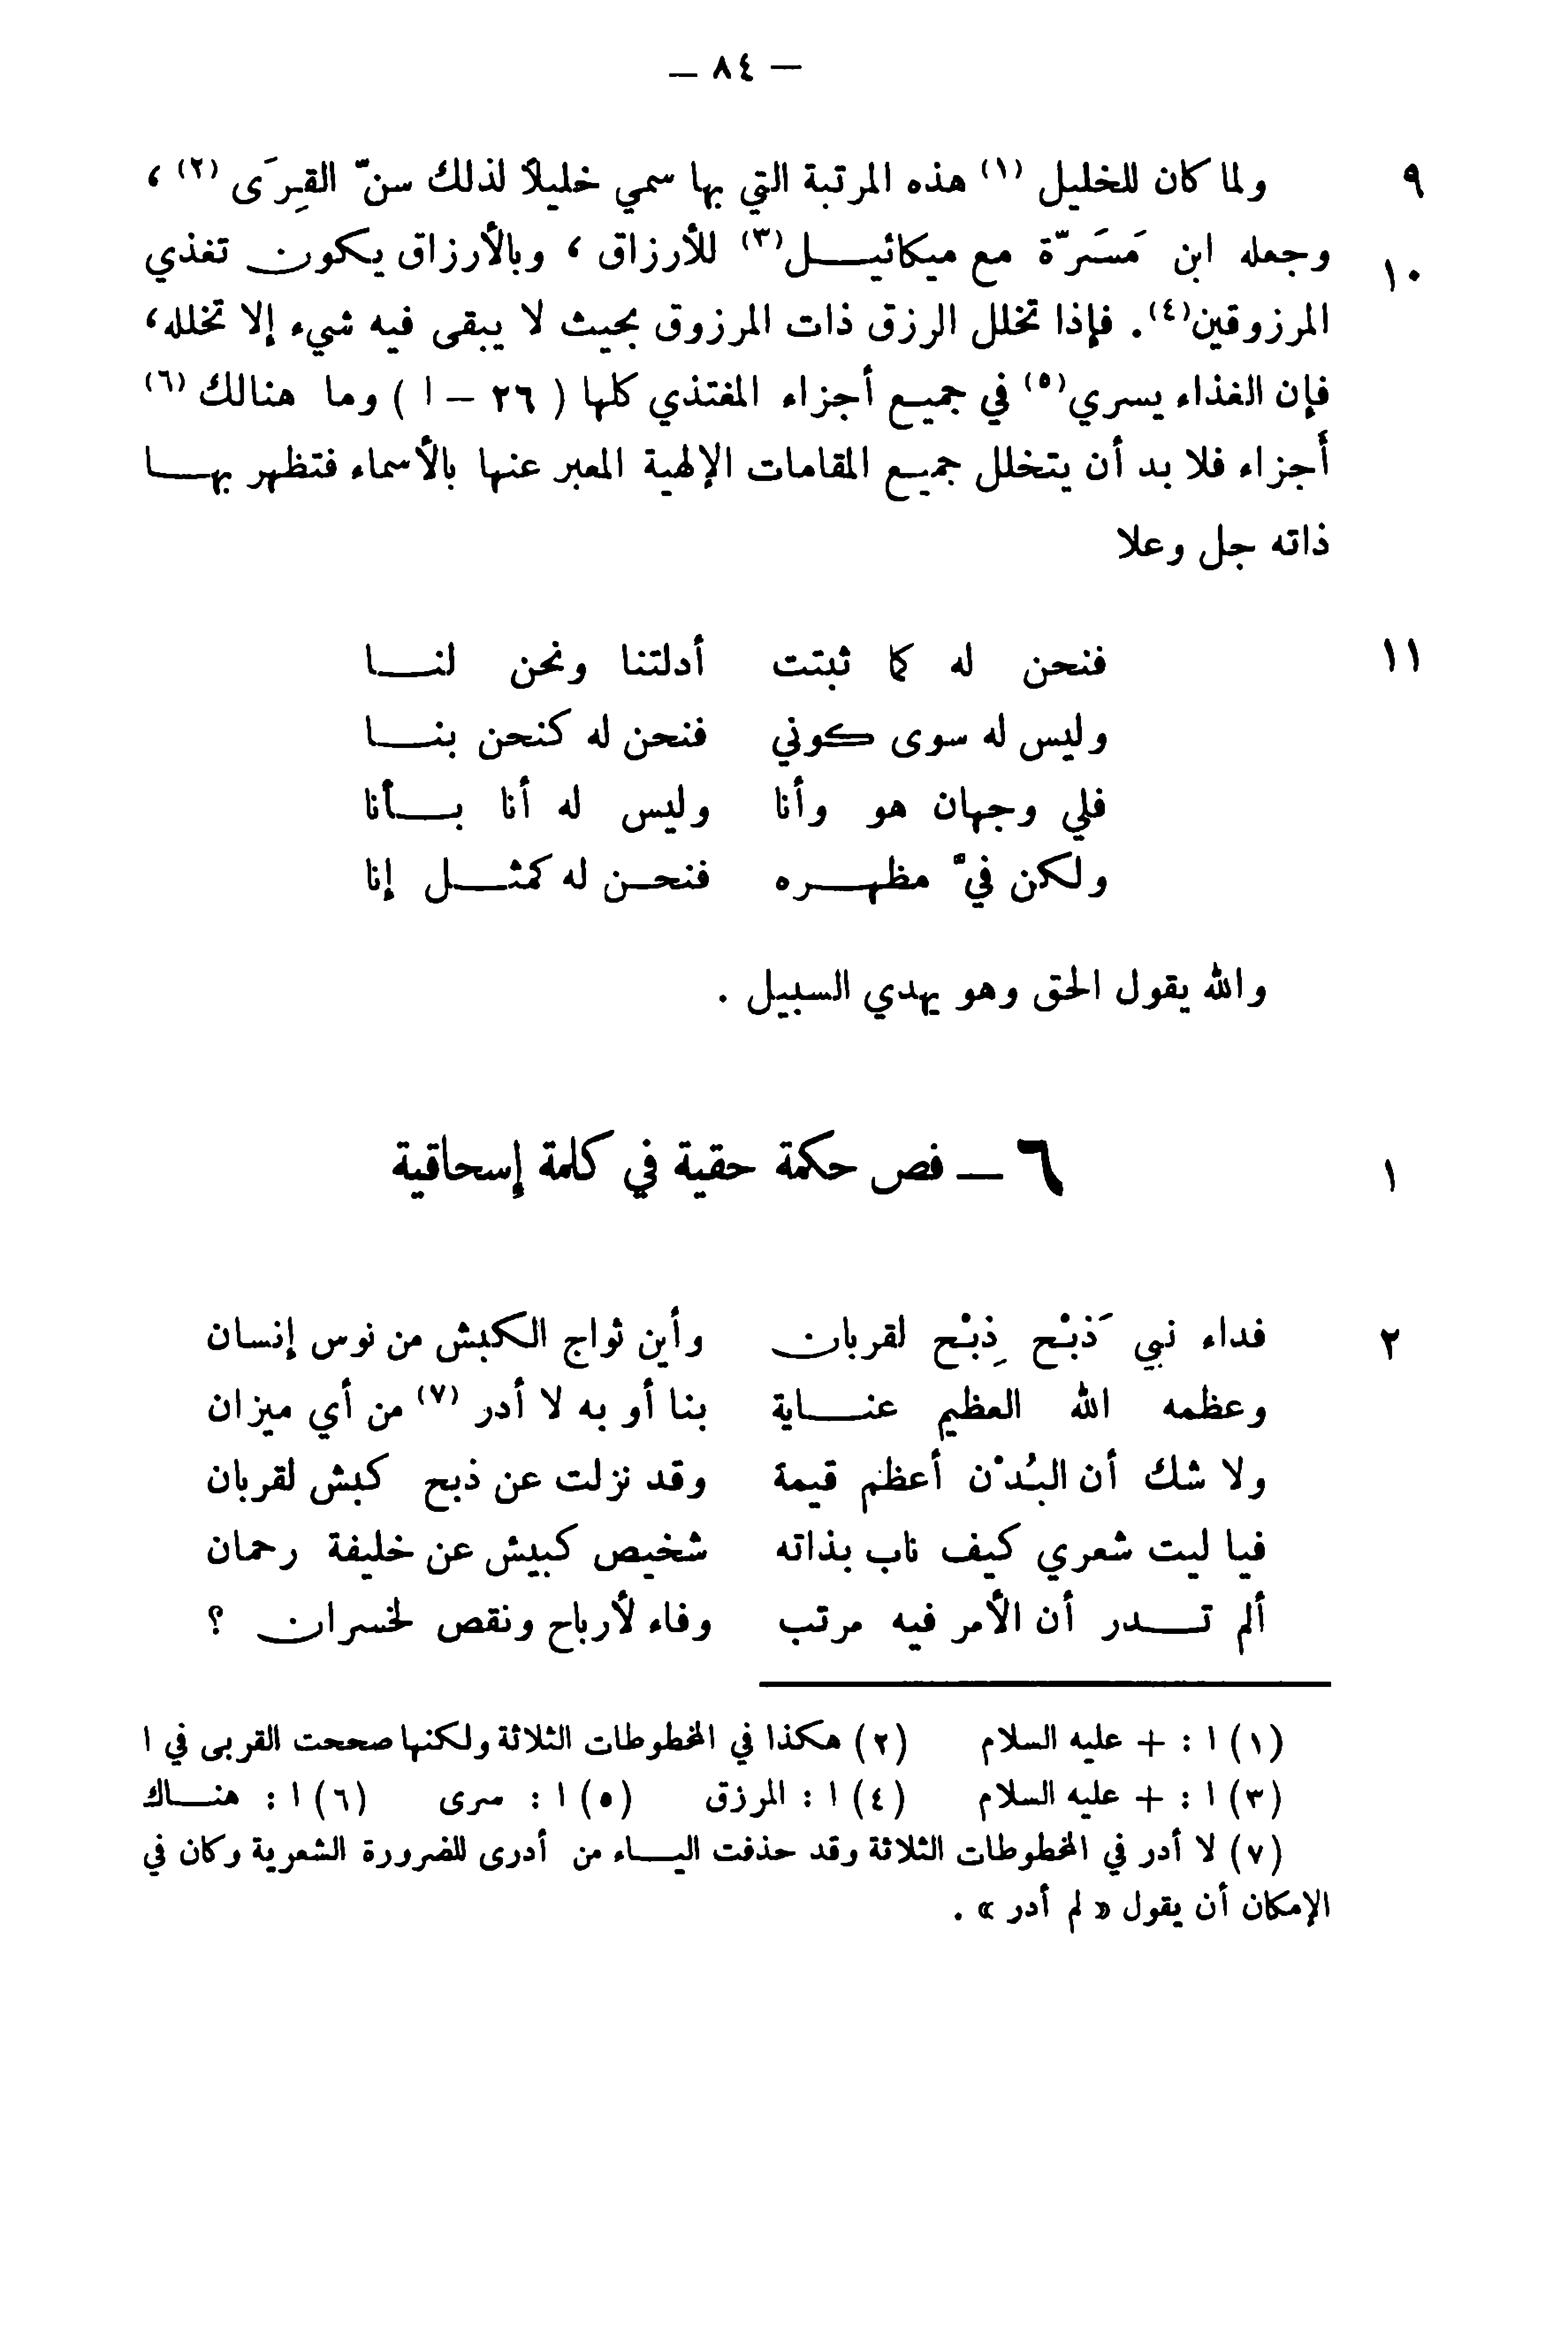 — ٨٤ —
٩ ولما كان للخليل (١) هذه المرتبة التي بها سمي خليلاً لذلك سنّ القِرَى (٢) ،
١٠ وجعله ابن مَسَرّة مع ميكائيل (٣) للأرزاق ، وبالأرزاق يكون تغذي
المرزوقين (٤). فإذا تخلل الرزق ذات المرزوق بحيث لا يبقى فيه شيء إلا تخلله،
فإن الغذاء يسري (٥) في جميع أجزاء المغتذي كلها ( ٢٦ – ا ) وما هنالك (٦)
أجزاء فلا بد أن يتخلل جميع المقامات الإلهية المعبر عنها بالأسماء فتظهر بها
ذاته جل وعلا
١١ فنحن له كما ثبتت أدلتنا ونحن لنا
وليس له سوى كوني فنحن له كنحن بنا
فلي وجهان هو وأنا وليس له أنا بأنا
ولكن فيّ مظهره فنحن له كمثل إنا
والله يقول الحق وهو يهدي السبيل .
١ ٦ — فص حكمة حقية في كلمة إسحاقية
٢ فداء نبي ذَبْح ذِبْح لقربان وأين ثواج الكبش من نوس إنسان
وعظمه الله العظيم عناية بنا أو به لا أدر (٧) من أي ميزان
ولا شك أن البُدْن أعظم قيمة وقد نزلت عن ذبح كبش لقربان
فيا ليت شعري كيف ناب بذاته شخيص كبيش عن خليفة رحمان
ألم تدر أن الأمر فيه مرتب وفاء لأرباح ونقص لخسران ؟
(١) ا : + عليه السلام (٢) هكذا في المخطوطات الثلاثة ولكنها صححت القربى في ا
(٣) ا : + عليه السلام (٤) ا : المرزق (٥) ا : سرى (٦) ا : هناك
(٧) لا أدر في المخطوطات الثلاثة وقد حذفت الياء من أدرى للضرورة الشعرية وكان في
الإمكان أن يقول « لم أدر » .